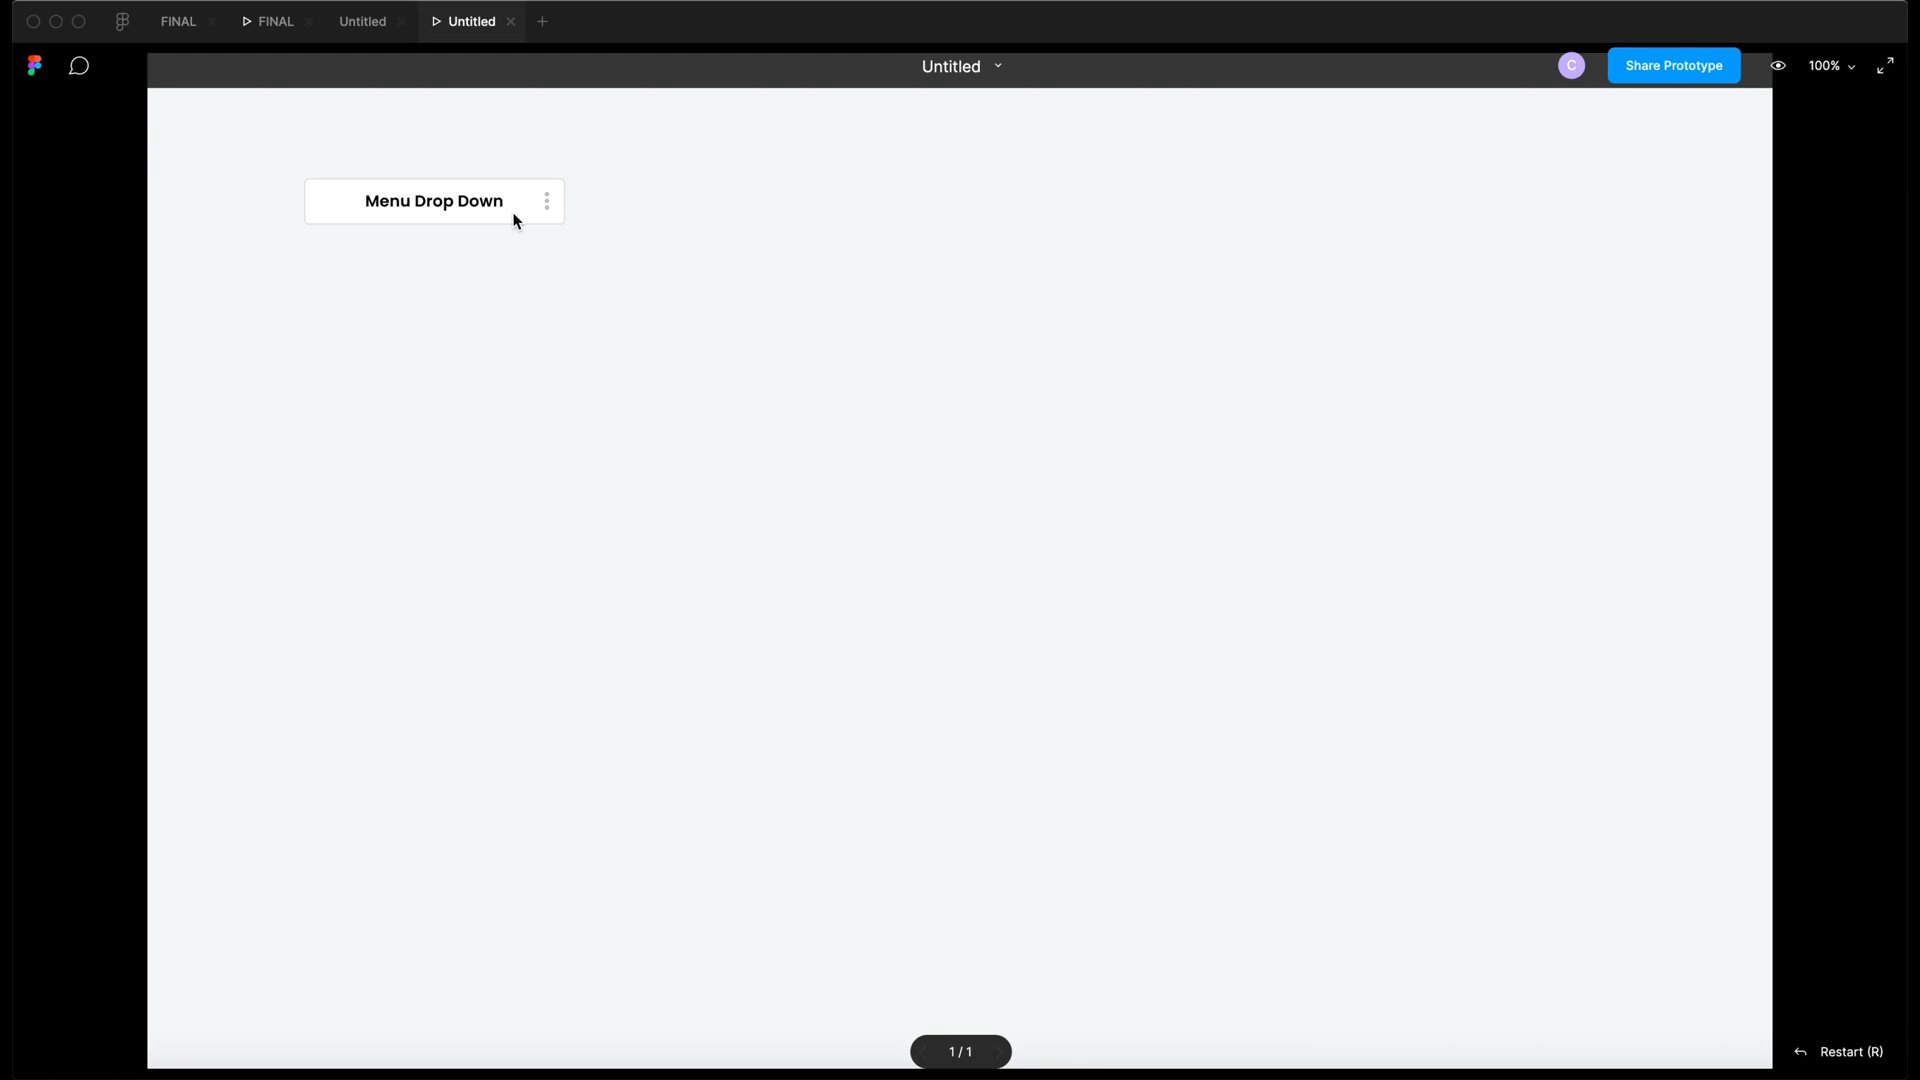 FINAL
FINAL
Untitled
Untitled
Untitled
C
Share Prototype
100%
Menu Drop Down
1 / 1
Restart (R)